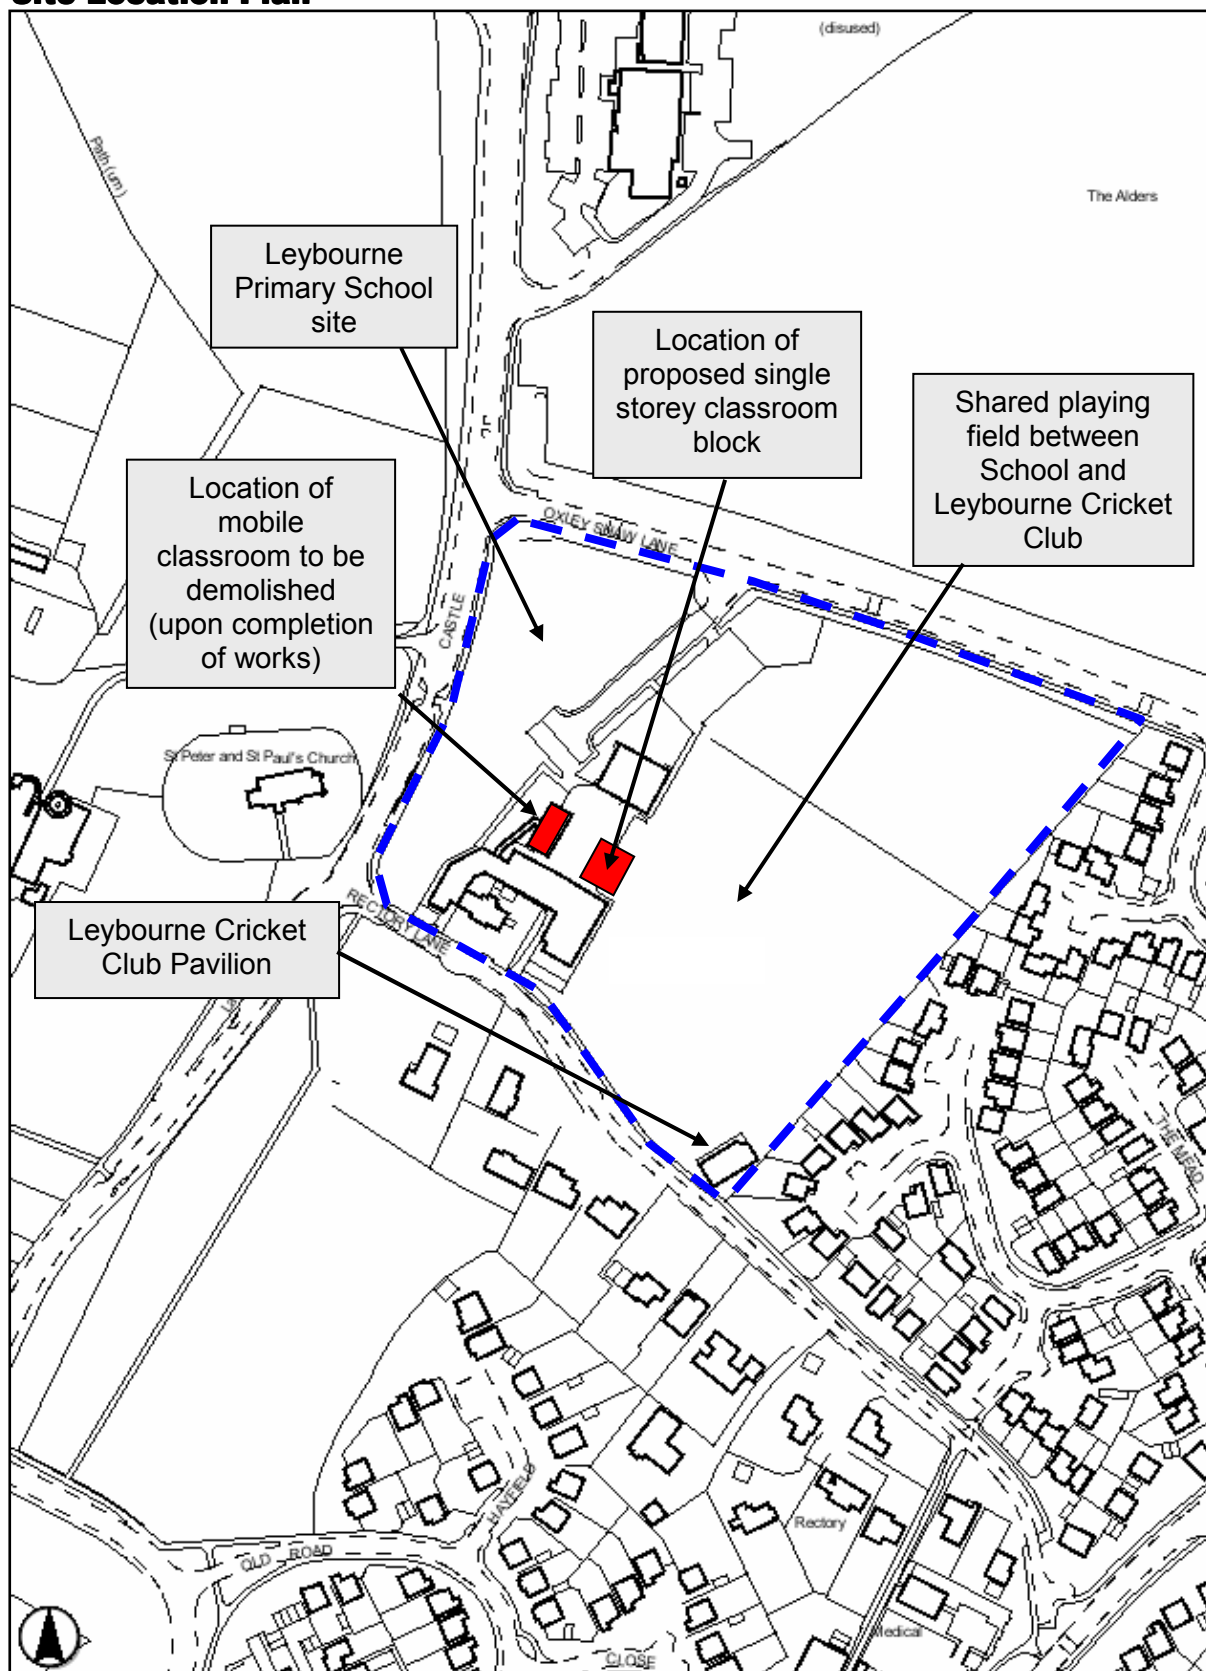 Site Location Plan
(disused)
Path (um)
The Alders
Leybourne
Primary School
site
Location of
proposed single
storey classroom
block
Shared playing
field between
School and
Leybourne Cricket
Club
Location of
mobile
classroom to be
demolished
(upon completion
of works)
OXLEY SHAW LANE
CASTLE
St Peter and St Paul's Church
RECTORY LANE
Leybourne Cricket
Club Pavilion
THE MEAD
HAYFIELD
Rectory
OLD ROAD
Medical
CLOSE